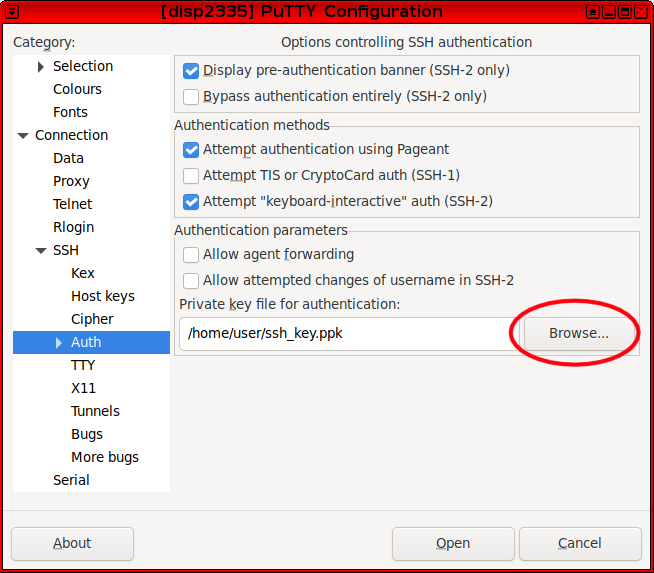 [disp2335] PuTTY Configuration
Category:
Selection
Colours
Fonts
Connection
Data
Proxy
Telnet
Rlogin
SSH
Kex
Host keys
Cipher
Auth
TTY
X11
Tunnels
Bugs
More bugs
Serial
Options controlling SSH authentication
Display pre-authentication banner (SSH-2 only)
Bypass authentication entirely (SSH-2 only)
Authentication methods
Attempt authentication using Pageant
Attempt TIS or CryptoCard auth (SSH-1)
Attempt "keyboard-interactive" auth (SSH-2)
Authentication parameters
Allow agent forwarding
Allow attempted changes of username in SSH-2
Private key file for authentication:
/home/user/ssh_key.ppk
Browse...
About
Open
Cancel